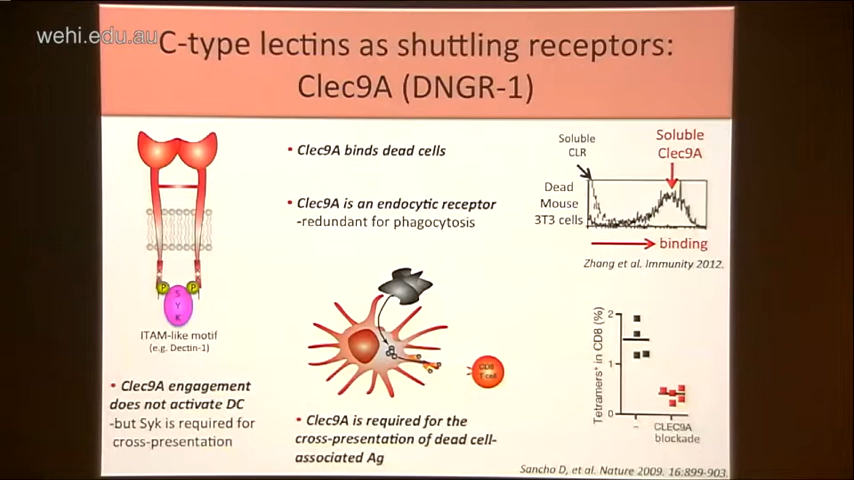 wehi.edu.au
C-type lectins as shuttling receptors:
Clec9A (DNGR-1)
P P
S
Y
K
ITAM-like motif
(e.g. Dectin-1)
• Clec9A engagement
does not activate DC
-but Syk is required for
cross-presentation
• Clec9A binds dead cells
• Clec9A is an endocytic receptor
-redundant for phagocytosis
CD8
T cell
• Clec9A is required for the
cross-presentation of dead cell-
associated Ag
Soluble
CLR
Soluble
Clec9A
Dead
Mouse
3T3 cells
binding
Zhang et al. Immunity 2012.
Tetramers⁺ in CD8 (%)
2
1
0
– CLEC9A
blockade
Sancho D, et al. Nature 2009. 16:899-903.